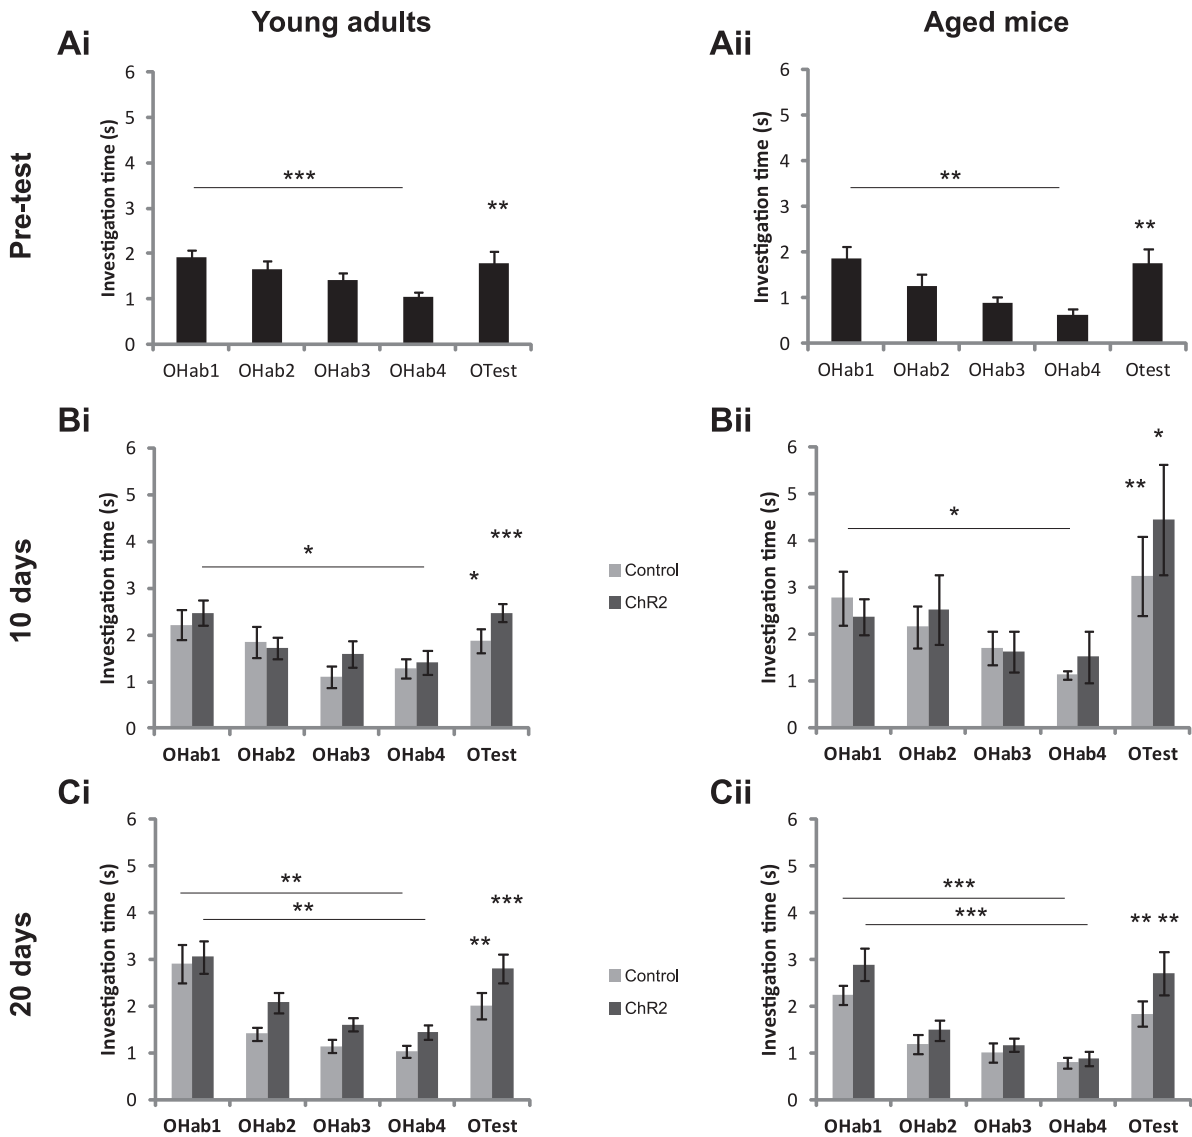 Young adults
Aged mice
Pre-test
Ai
Investigation time (s)
6
5
4
3
2
1
0
***
**
OHab1 OHab2 OHab3 OHab4 OTest
Aii
Investigation time (s)
6
5
4
3
2
1
0
**
**
OHab1 OHab2 OHab3 OHab4 Otest
10 days
Bi
Investigation time (s)
6
5
4
3
2
1
0
*
*
***
OHab1 OHab2 OHab3 OHab4 OTest
Control
ChR2
Bii
Investigation time (s)
6
5
4
3
2
1
0
*
**
*
OHab1 OHab2 OHab3 OHab4 OTest
20 days
Ci
Investigation time (s)
6
5
4
3
2
1
0
**
**
**
***
OHab1 OHab2 OHab3 OHab4 OTest
Control
ChR2
Cii
Investigation time (s)
6
5
4
3
2
1
0
***
***
** **
OHab1 OHab2 OHab3 OHab4 OTest